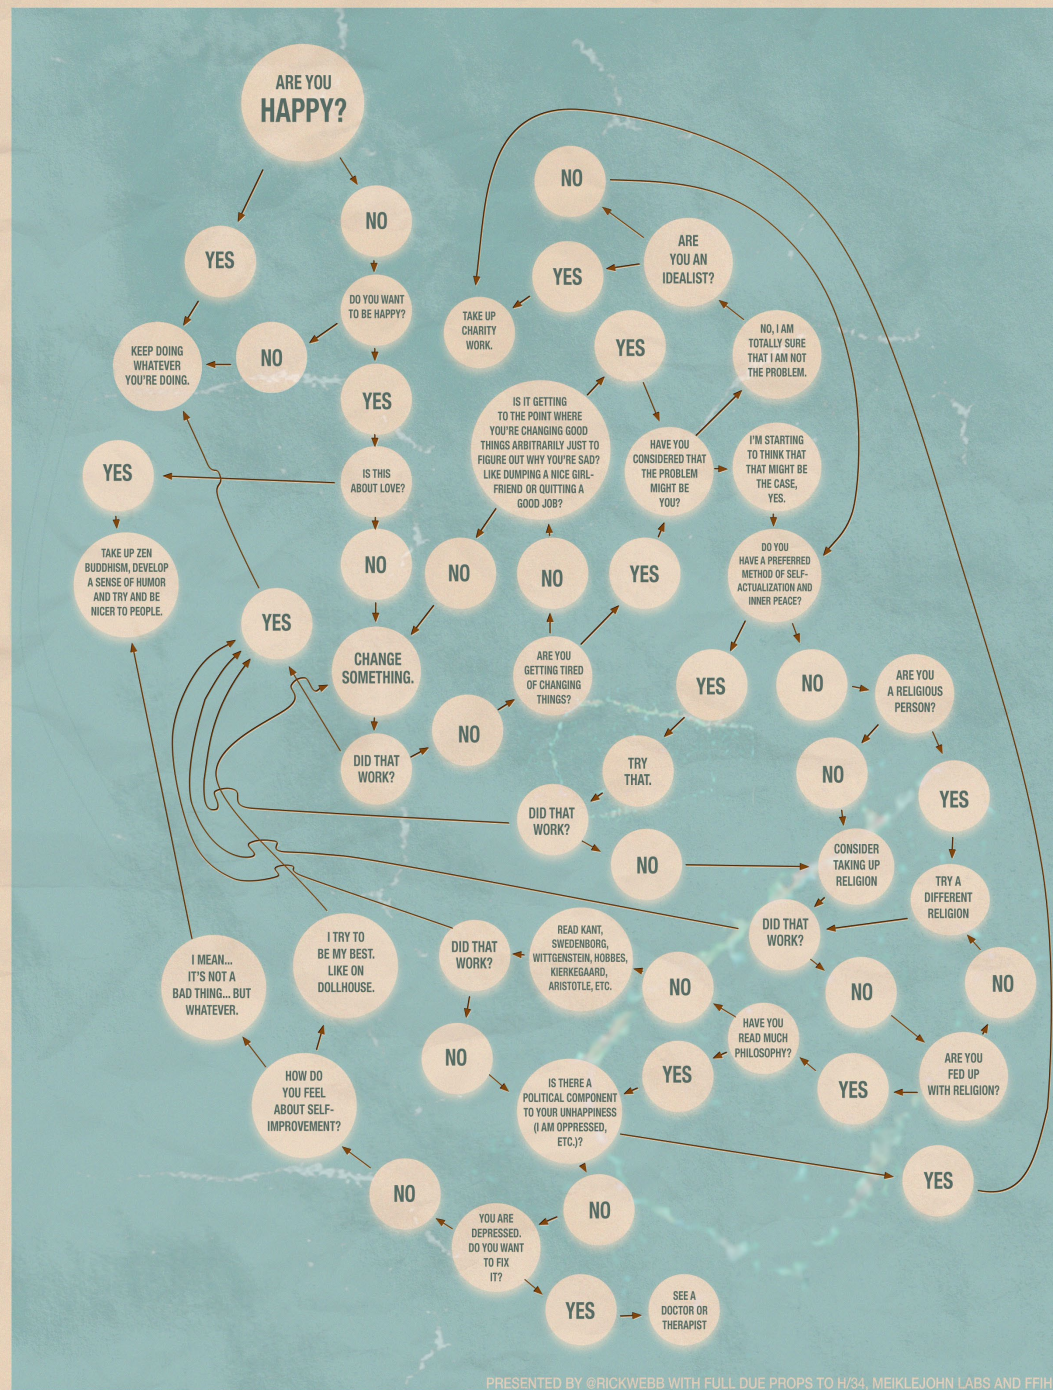 ARE YOU
HAPPY?
NO
YES
DO YOU WANT
TO BE HAPPY?
NO
KEEP DOING
WHATEVER
YOU'RE DOING.
YES
IS THIS
ABOUT LOVE?
YES
TAKE UP ZEN
BUDDHISM, DEVELOP
A SENSE OF HUMOR
AND TRY AND BE
NICER TO PEOPLE.
NO
YES
CHANGE
SOMETHING.
DID THAT
WORK?
NO
ARE YOU
GETTING TIRED
OF CHANGING
THINGS?
NO
YES
NO
IS IT GETTING
TO THE POINT WHERE
YOU'RE CHANGING GOOD
THINGS ARBITRARILY JUST TO
FIGURE OUT WHY YOU'RE SAD?
LIKE DUMPING A NICE GIRL-
FRIEND OR QUITTING A
GOOD JOB?
YES
HAVE YOU
CONSIDERED THAT
THE PROBLEM
MIGHT BE
YOU?
NO, I AM
TOTALLY SURE
THAT I AM NOT
THE PROBLEM.
ARE
YOU AN
IDEALIST?
NO
YES
TAKE UP
CHARITY
WORK.
I'M STARTING
TO THINK THAT
THAT MIGHT BE
THE CASE,
YES.
DO YOU
HAVE A PREFERRED
METHOD OF SELF-
ACTUALIZATION AND
INNER PEACE?
YES
NO
ARE YOU
A RELIGIOUS
PERSON?
TRY
THAT.
DID THAT
WORK?
NO
NO
YES
CONSIDER
TAKING UP
RELIGION
TRY A
DIFFERENT
RELIGION
DID THAT
WORK?
NO
NO
ARE YOU
FED UP
WITH RELIGION?
YES
HAVE YOU
READ MUCH
PHILOSOPHY?
NO
YES
READ KANT,
SWEDENBORG,
WITTGENSTEIN, HOBBES,
KIERKEGAARD,
ARISTOTLE, ETC.
DID THAT
WORK?
NO
IS THERE A
POLITICAL COMPONENT
TO YOUR UNHAPPINESS
(I AM OPPRESSED,
ETC.)?
YES
NO
YOU ARE
DEPRESSED.
DO YOU WANT
TO FIX
IT?
NO
YES
SEE A
DOCTOR OR
THERAPIST
HOW DO
YOU FEEL
ABOUT SELF-
IMPROVEMENT?
I MEAN...
IT'S NOT A
BAD THING... BUT
WHATEVER.
I TRY TO
BE MY BEST.
LIKE ON
DOLLHOUSE.
PRESENTED BY @RICKWEBB WITH FULL DUE PROPS TO H/34, MEIKLEJOHN LABS AND FFIH